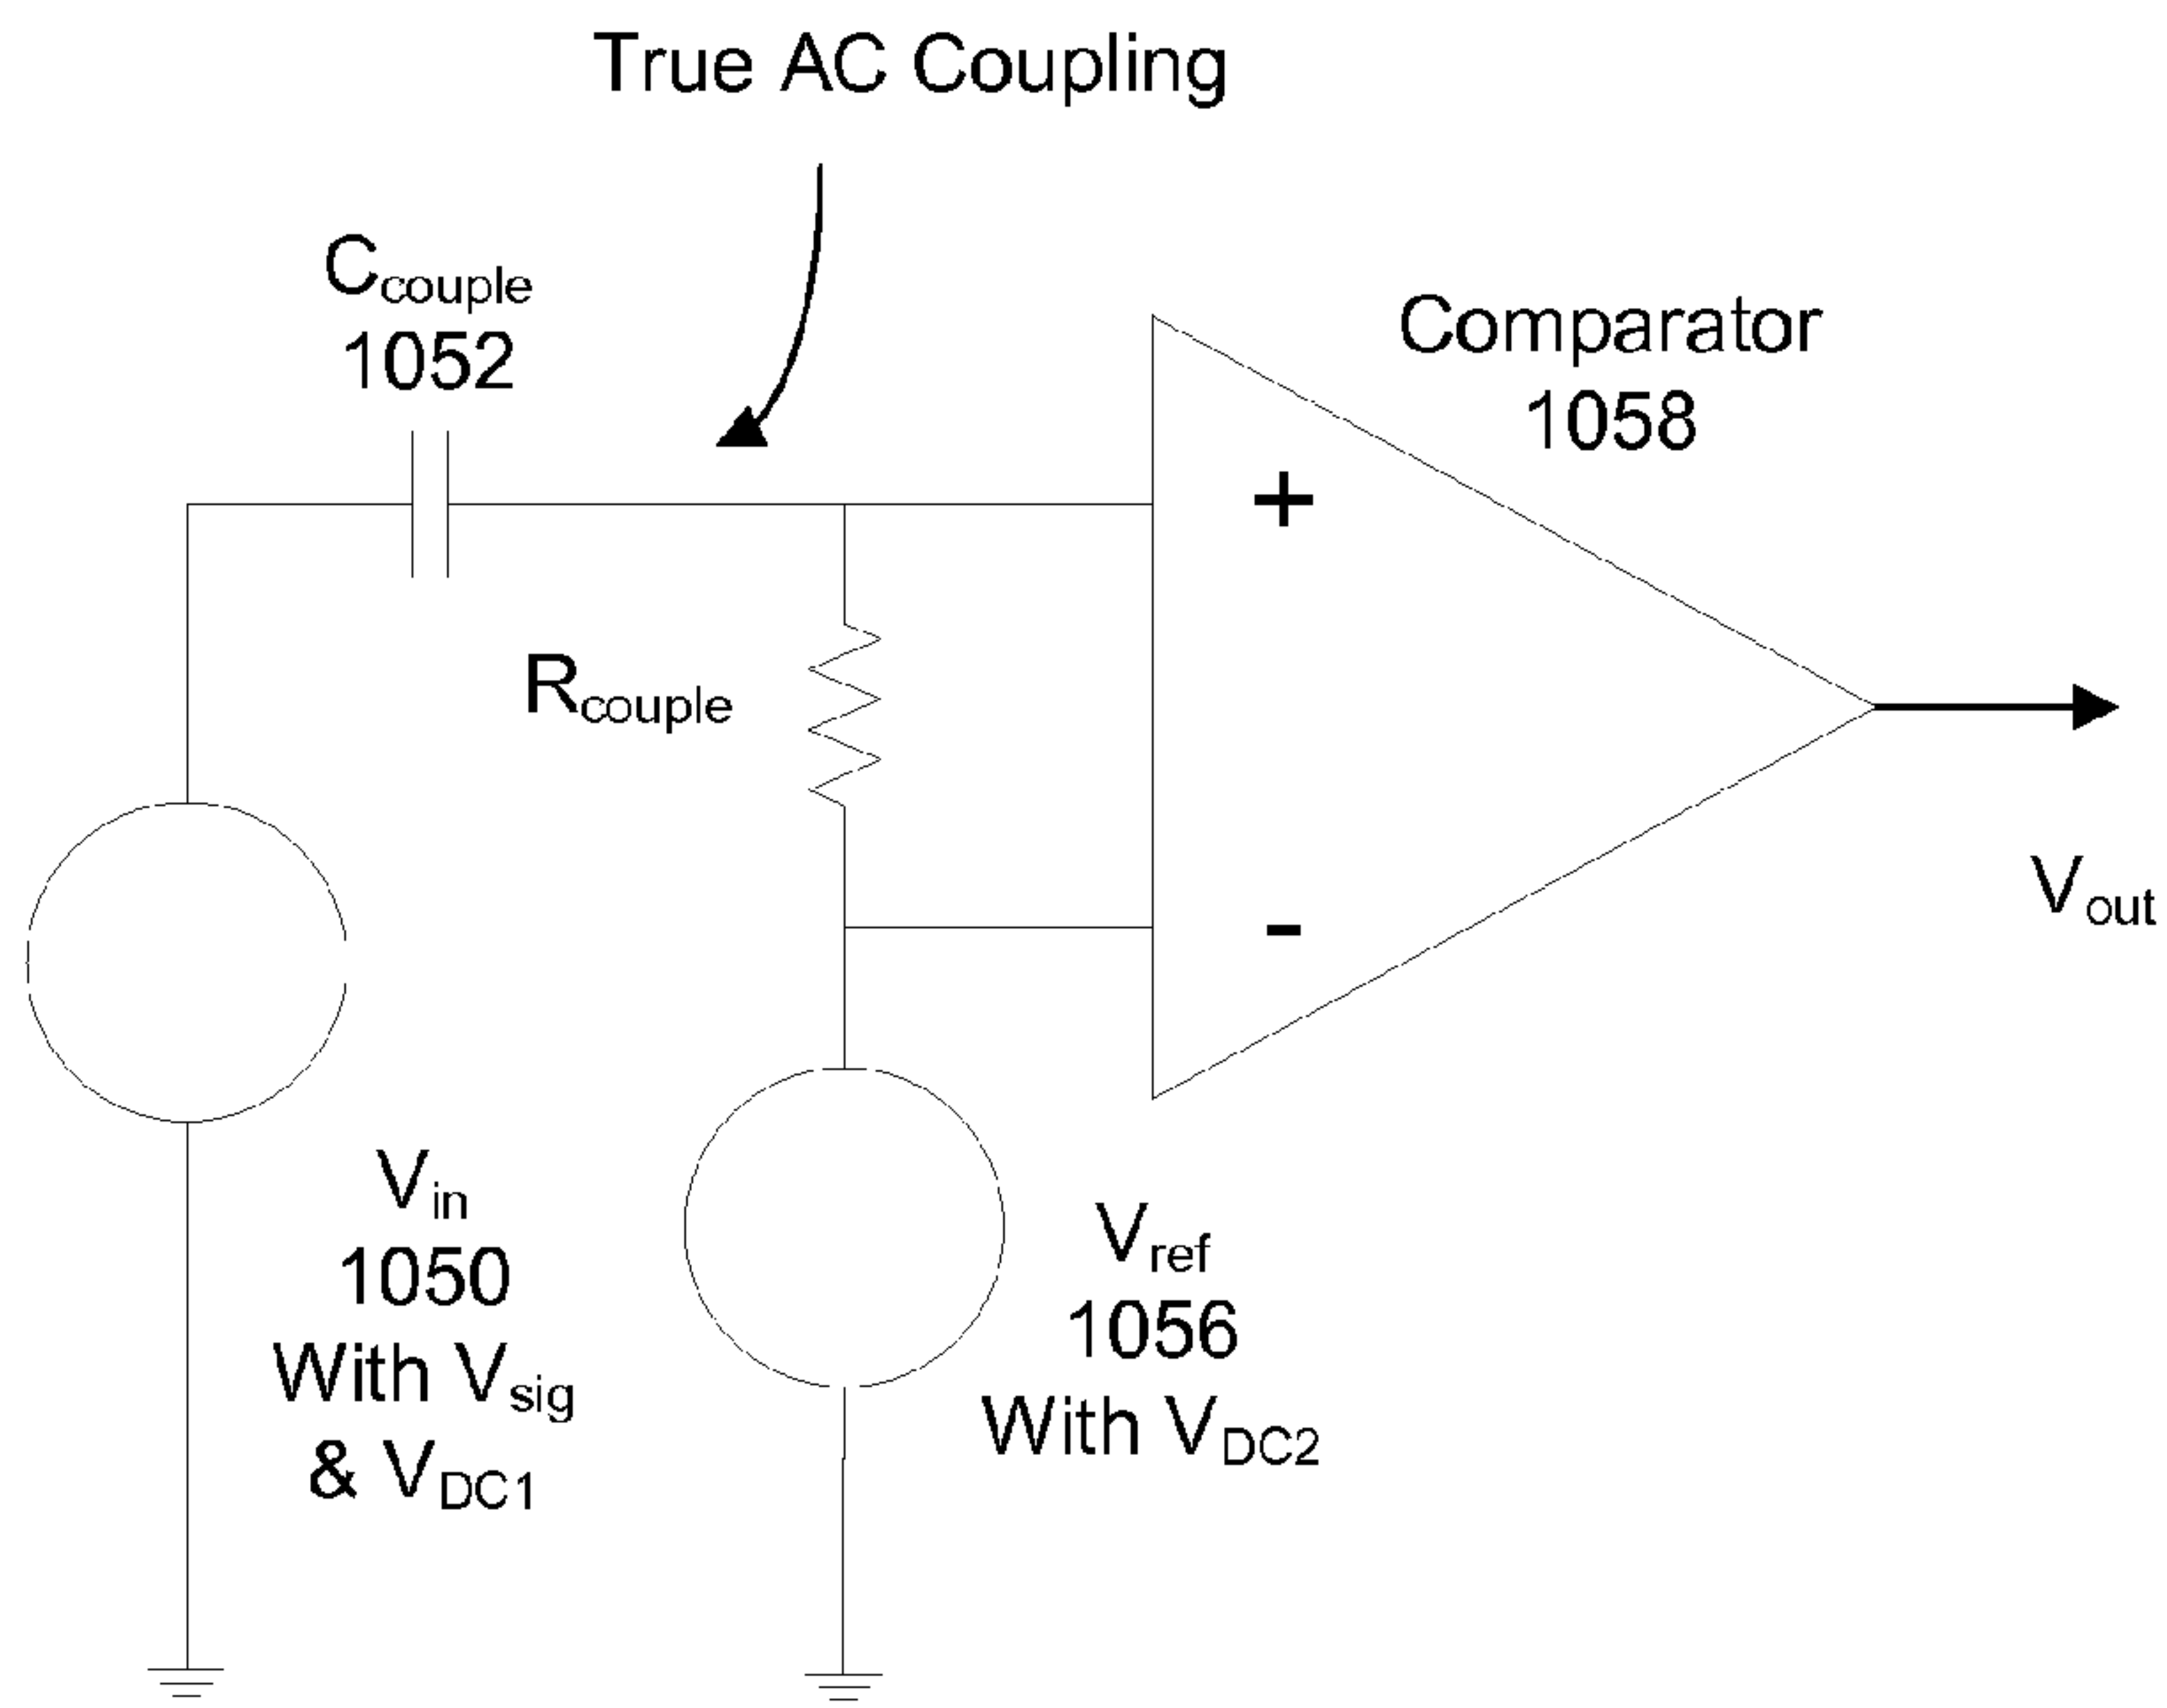 True AC Coupling
Ccouple
1052
Comparator
1058
+
Rcouple
-
Vout
Vin
1050
With Vsig
& VDC1
Vref
1056
With VDC2